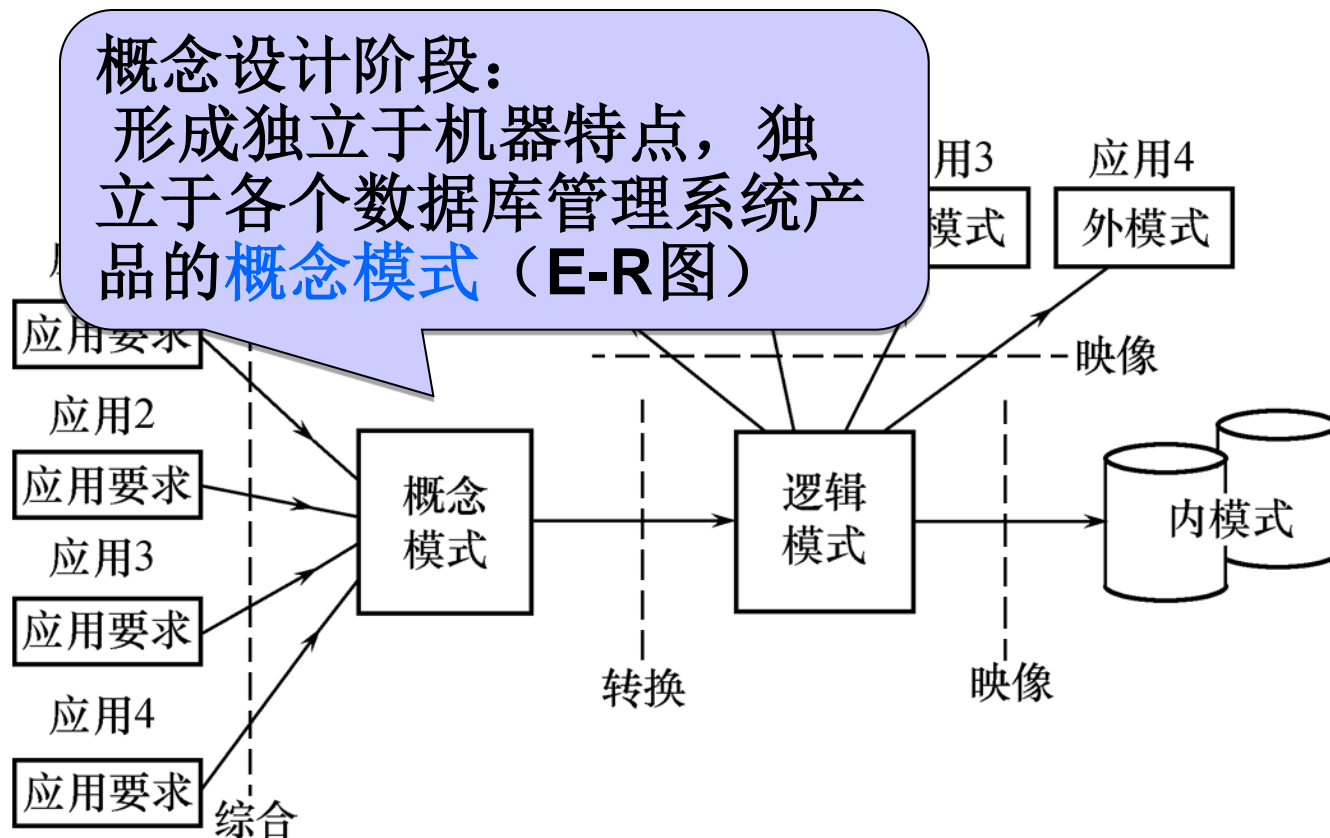 概念设计阶段：
形成独立于机器特点，独
立于各个数据库管理系统产
品的概念模式（E-R图）
用3
应用4
模式
外模式
应用要求
映像
应用2
应用要求
概念
模式
逻辑
模式
内模式
应用3
应用要求
转换
映像
应用4
应用要求
综合